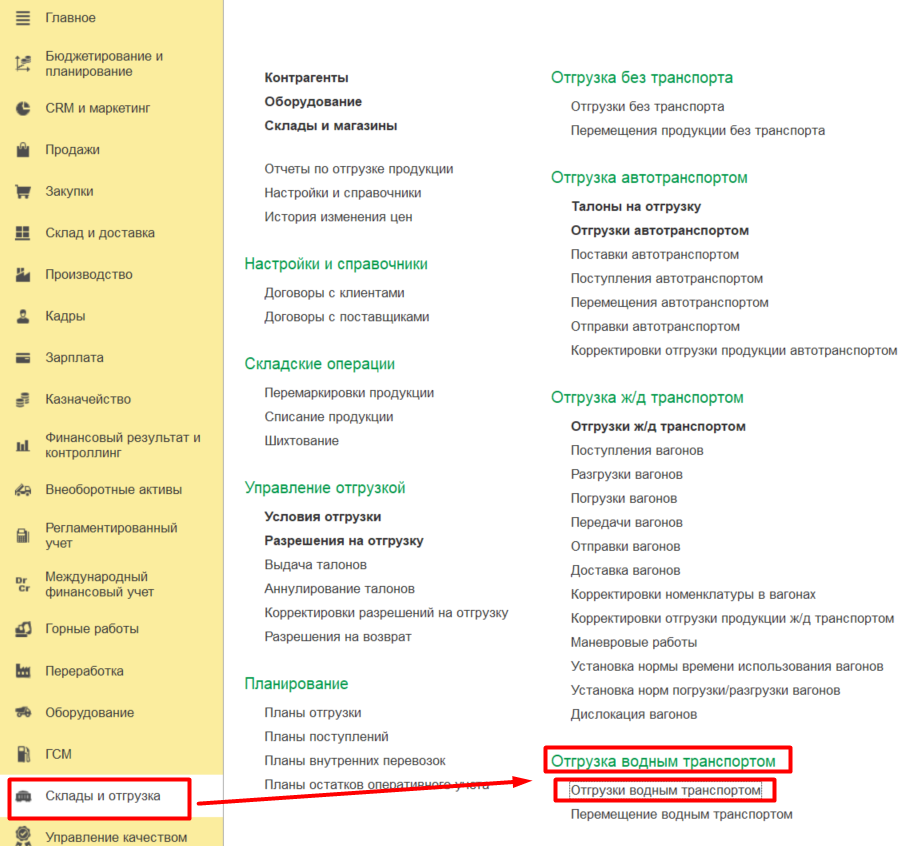 Главное
Бюджетирование и
планирование
CRM и маркетинг
Продажи
Закупки
Склад и доставка
Производство
Кадры
Зарплата
Казначейство
Финансовый результат и
контроллинг
Внеоборотные активы
Регламентированный
учет
Dr
Cr
Международный
финансовый учет
Горные работы
Переработка
Оборудование
ГСМ
Склады и отгрузка
Управление качеством
Контрагенты
Оборудование
Склады и магазины
Отчеты по отгрузке продукции
Настройки и справочники
История изменения цен
Настройки и справочники
Договоры с клиентами
Договоры с поставщиками
Складские операции
Перемаркировки продукции
Списание продукции
Шихтование
Управление отгрузкой
Условия отгрузки
Разрешения на отгрузку
Выдача талонов
Аннулирование талонов
Корректировки разрешений на отгрузку
Разрешения на возврат
Планирование
Планы отгрузки
Планы поступлений
Планы внутренних перевозок
Планы остатков оперативного учета
Отгрузка без транспорта
Отгрузки без транспорта
Перемещения продукции без транспорта
Отгрузка автотранспортом
Талоны на отгрузку
Отгрузки автотранспортом
Поставки автотранспортом
Поступления автотранспортом
Перемещения автотранспортом
Отправки автотранспортом
Корректировки отгрузки продукции автотранспортом
Отгрузка ж/д транспортом
Отгрузки ж/д транспортом
Поступления вагонов
Разгрузки вагонов
Погрузки вагонов
Передачи вагонов
Отправки вагонов
Доставка вагонов
Корректировки номенклатуры в вагонах
Корректировки отгрузки продукции ж/д транспортом
Маневровые работы
Установка нормы времени использования вагонов
Установка норм погрузки/разгрузки вагонов
Дислокация вагонов
Отгрузка водным транспортом
Отгрузки водным транспортом
Перемещение водным транспортом